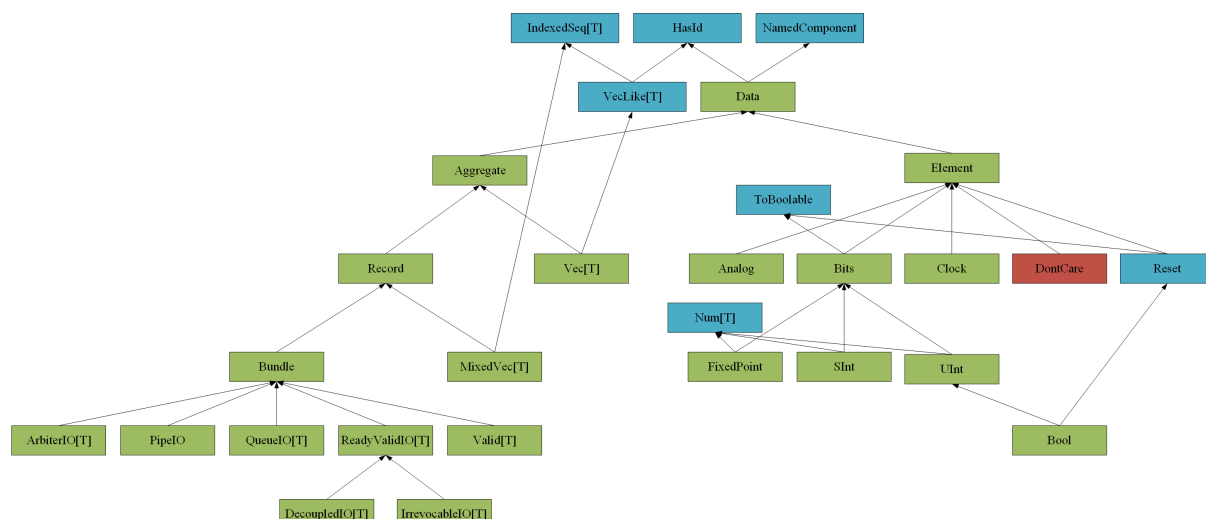 IndexedSeq[T]
HasId
NamedComponent
VecLike[T]
Data
Aggregate
Element
ToBoolable
Record
Vec[T]
Analog
Bits
Clock
DontCare
Reset
Num[T]
Bundle
MixedVec[T]
FixedPoint
SInt
UInt
ArbiterIO[T]
PipeIO
QueueIO[T]
ReadyValidIO[T]
Valid[T]
Bool
DecoupledIO[T]
IrrevocableIO[T]